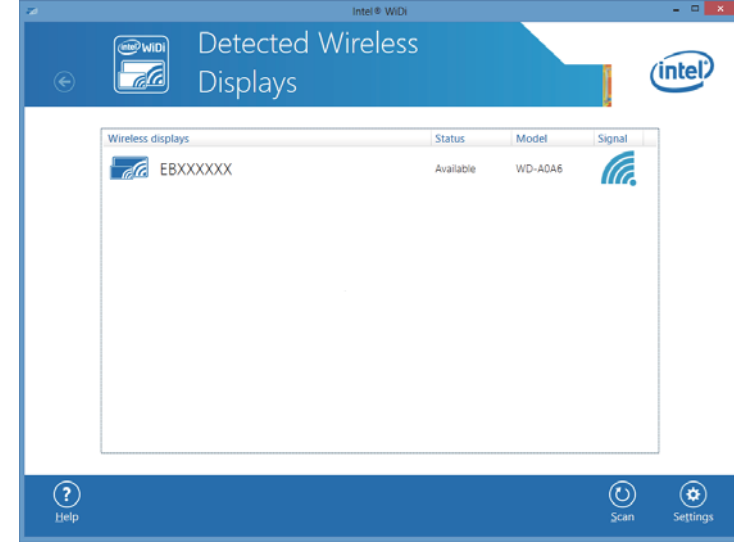 Intel® WiDi
intel WiDi
Detected Wireless
Displays
intel
Wireless displays Status Model Signal
EBXXXXXX Available WD-A0A6
Help
Scan
Settings